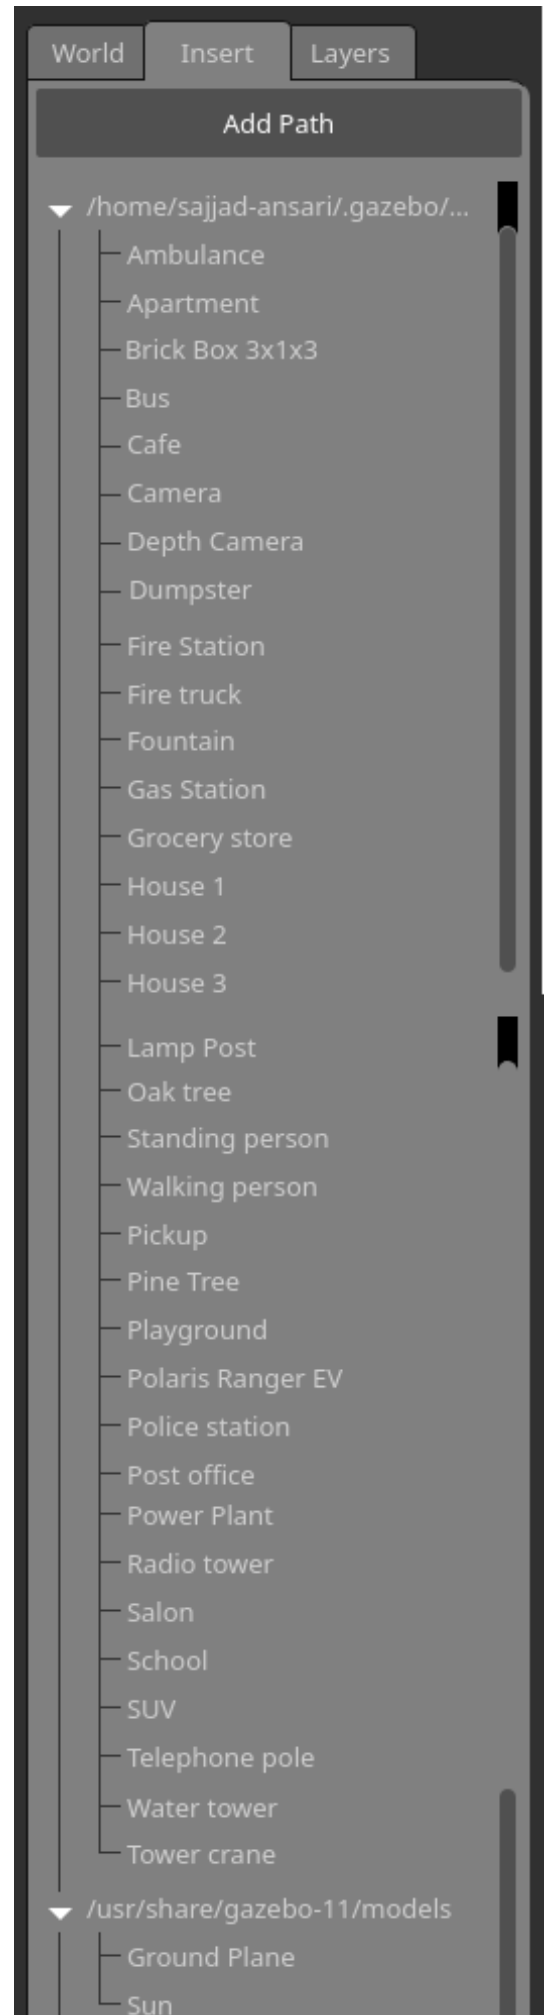 World Insert Layers
Add Path
/home/sajjad-ansari/.gazebo/...
Ambulance
Apartment
Brick Box 3x1x3
Bus
Cafe
Camera
Depth Camera
Dumpster
Fire Station
Fire truck
Fountain
Gas Station
Grocery store
House 1
House 2
House 3
Lamp Post
Oak tree
Standing person
Walking person
Pickup
Pine Tree
Playground
Polaris Ranger EV
Police station
Post office
Power Plant
Radio tower
Salon
School
SUV
Telephone pole
Water tower
Tower crane
/usr/share/gazebo-11/models
Ground Plane
Sun